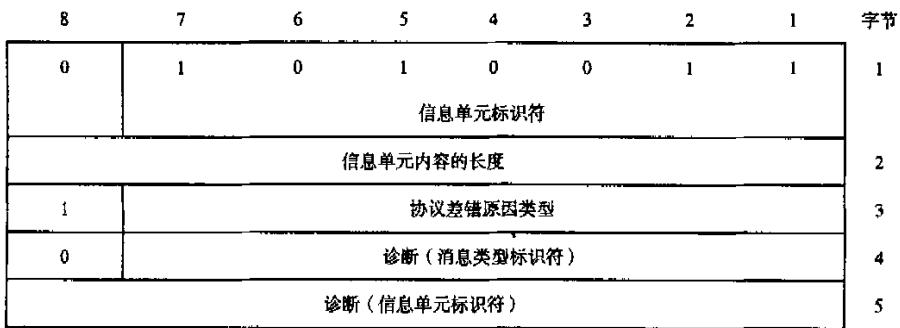 8 7 6 5 4 3 2 1 字节
0 1 0 1 0 0 1 1 1
信息单元标识符
信息单元内容的长度 2
1 协议差错原因类型 3
0 诊断（消息类型标识符） 4
诊断（信息单元标识符） 5